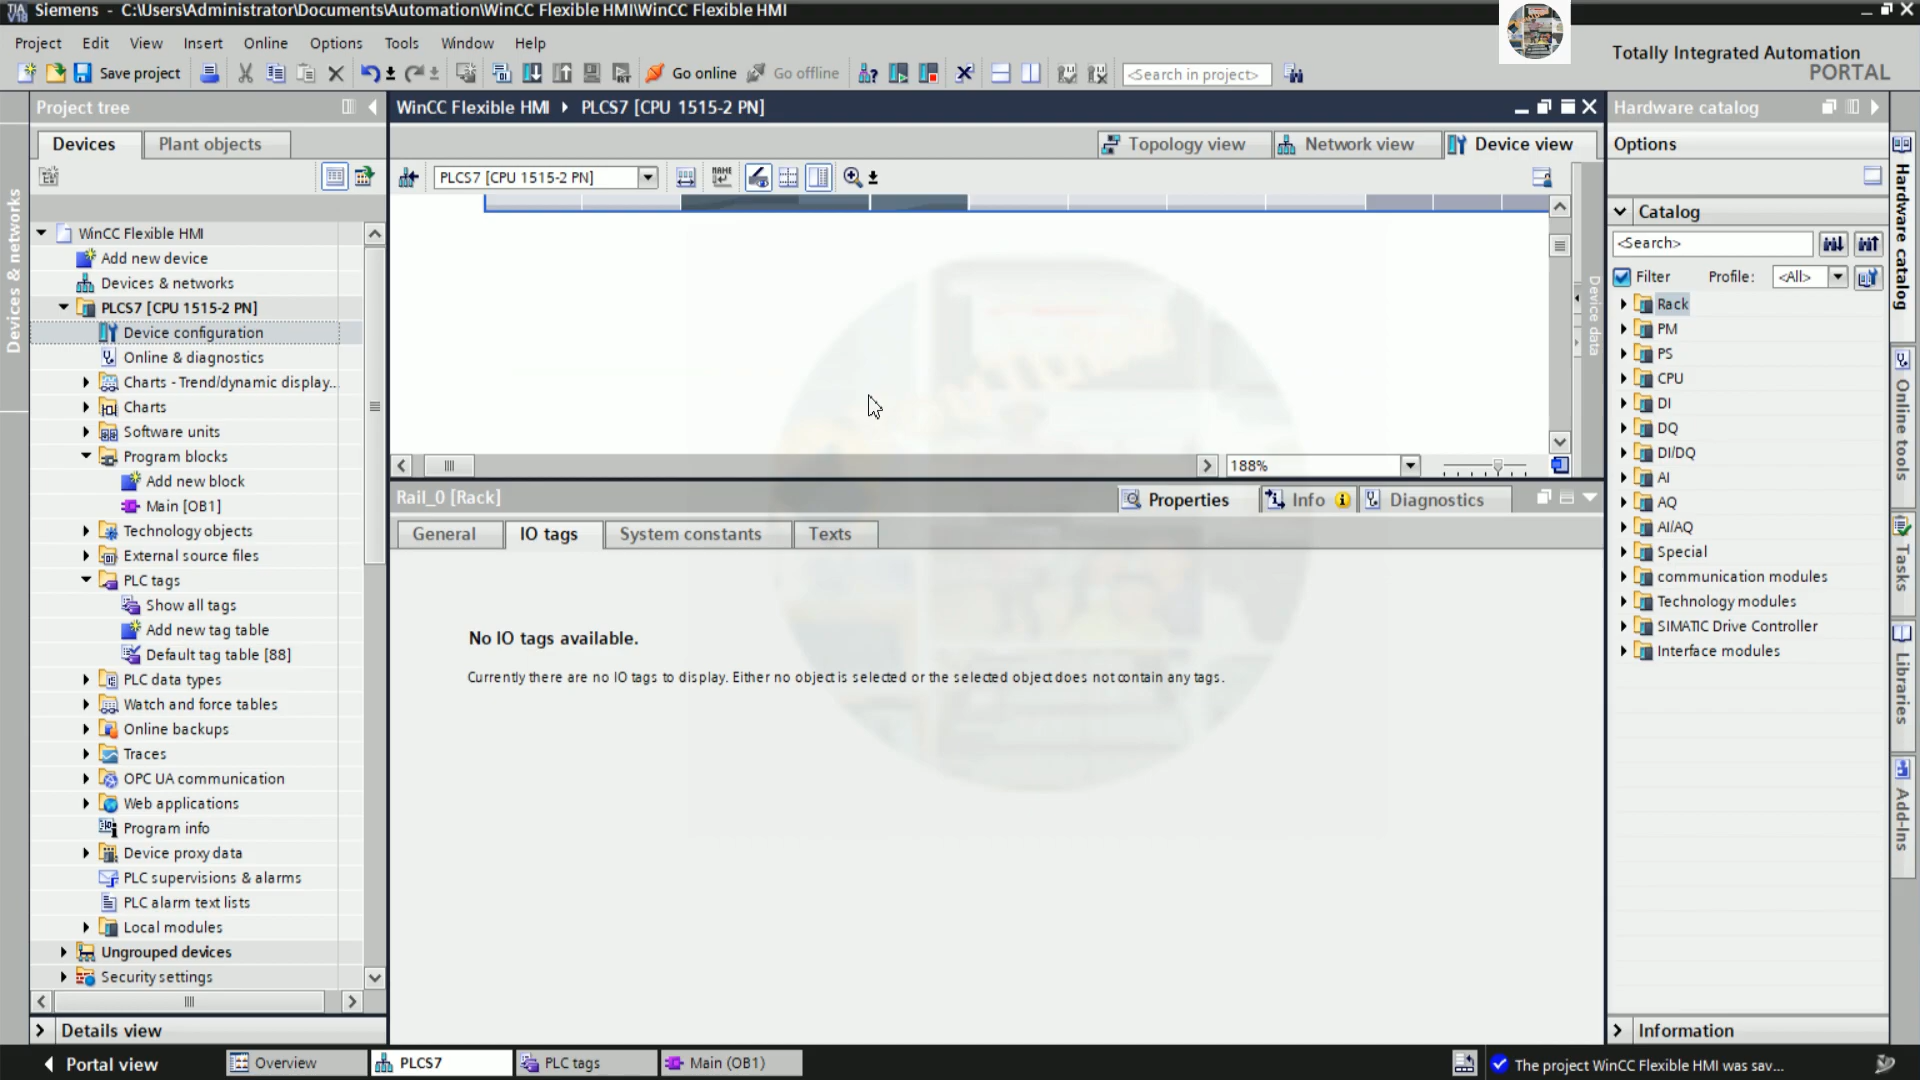 Siemens - C:\Users\Administrator\Documents\Automation\WinCC Flexible HMI\WinCC Flexible HMI
Project Edit View Insert Online Options Tools Window Help
Totally Integrated Automation
PORTAL
Save project
Go online
Go offline
<Search in project>
Project tree
WinCC Flexible HMI
PLCS7 [CPU 1515-2 PN]
Hardware catalog
Devices
Plant objects
Topology view
Network view
Device view
Options
PLCS7 [CPU 1515-2 PN]
Devices & networks
WinCC Flexible HMI
Add new device
Devices & networks
PLCS7 [CPU 1515-2 PN]
Device configuration
Online & diagnostics
Charts - Trend/dynamic display...
Charts
Software units
Program blocks
Add new block
Main [OB1]
Technology objects
External source files
PLC tags
Show all tags
Add new tag table
Default tag table [88]
PLC data types
Watch and force tables
Online backups
Traces
OPC UA communication
Web applications
Program info
Device proxy data
PLC supervisions & alarms
PLC alarm text lists
Local modules
Ungrouped devices
Security settings
Details view
Device data
188%
Rail_0 [Rack]
Properties
Info
Diagnostics
General
IO tags
System constants
Texts
No IO tags available.
Currently there are no IO tags to display. Either no object is selected or the selected object does not contain any tags.
Catalog
<Search>
Filter
Profile:
<All>
Rack
PM
PS
CPU
DI
DQ
DI/DQ
AI
AQ
AI/AQ
Special
communication modules
Technology modules
SIMATIC Drive Controller
Interface modules
Information
Hardware catalog
Online tools
Tasks
Libraries
Add-Ins
Portal view
Overview
PLCS7
PLC tags
Main (OB1)
The project WinCC Flexible HMI was sav...